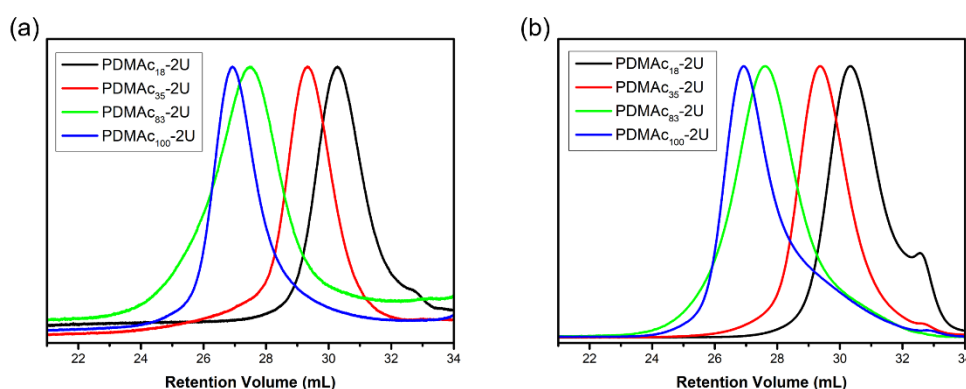 (a)
PDMAc₁₈-2U
PDMAc₃₅-2U
PDMAc₈₃-2U
PDMAc₁₀₀-2U
22 24 26 28 30 32 34
Retention Volume (mL)
(b)
PDMAc₁₈-2U
PDMAc₃₅-2U
PDMAc₈₃-2U
PDMAc₁₀₀-2U
22 24 26 28 30 32 34
Retention Volume (mL)